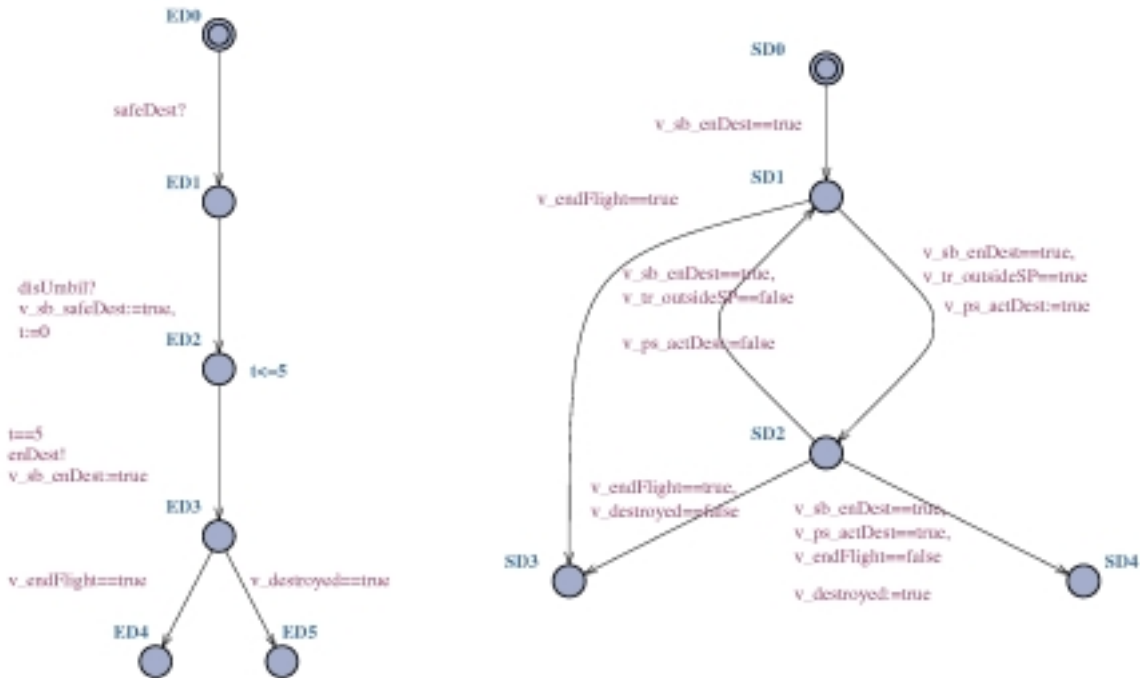 ED0
safeDest?
ED1
disUmbil?
v_sb_safeDest:=true,
t:=0
ED2
t<=5
t==5
enDest!
v_sb_enDest:=true
ED3
v_endFlight==true
v_destroyed==true
ED4
ED5
SD0
v_sb_enDest==true
SD1
v_endFlight==true
v_sb_enDest==true,
v_tr_outsideSP==false
v_ps_actDest:=false
v_sb_enDest==true,
v_tr_outsideSP==true
v_ps_actDest:=true
SD2
v_endFlight==true,
v_destroyed==false
v_sb_enDest==true,
v_ps_actDest==true,
v_endFlight==false
v_destroyed:=true
SD3
SD4